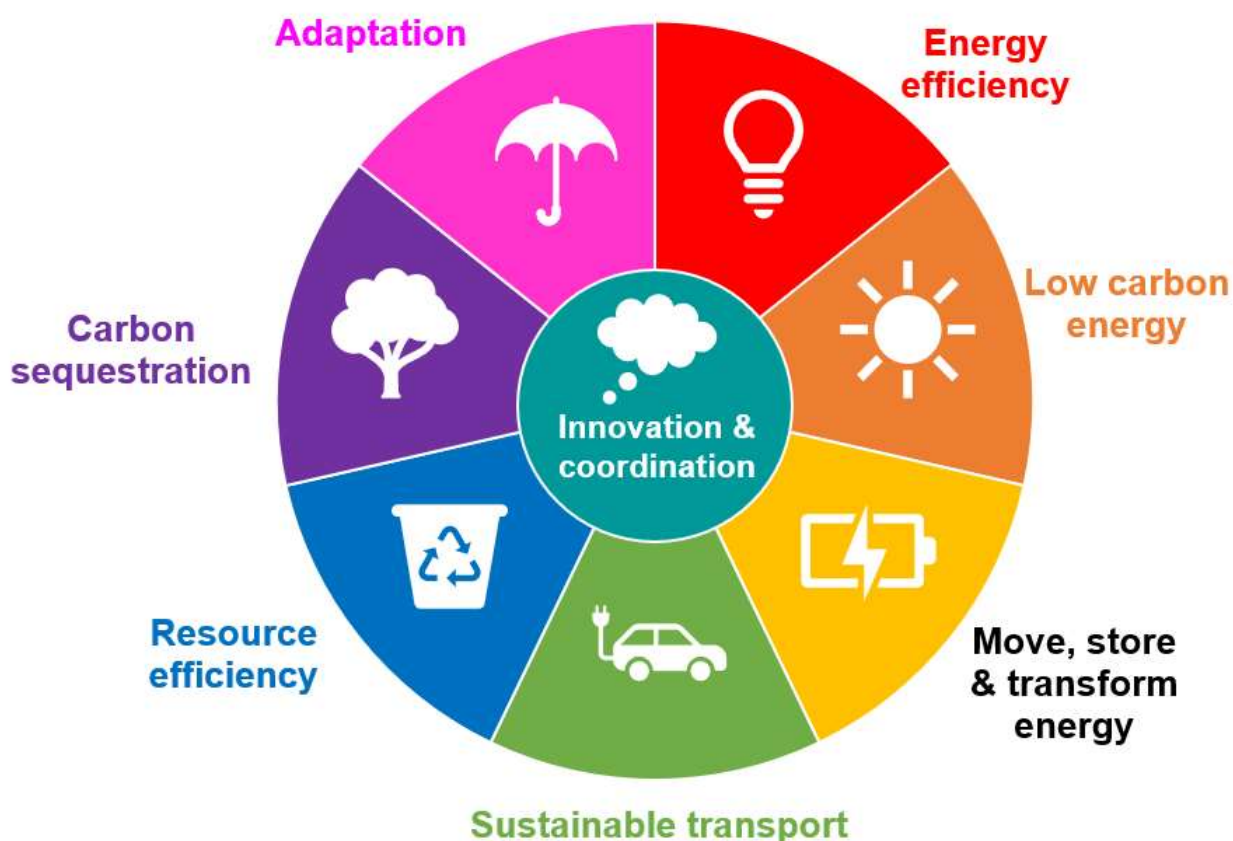 Adaptation
Energy
efficiency
Low carbon
energy
Move, store
& transform
energy
Sustainable transport
Resource
efficiency
Carbon
sequestration
Innovation &
coordination